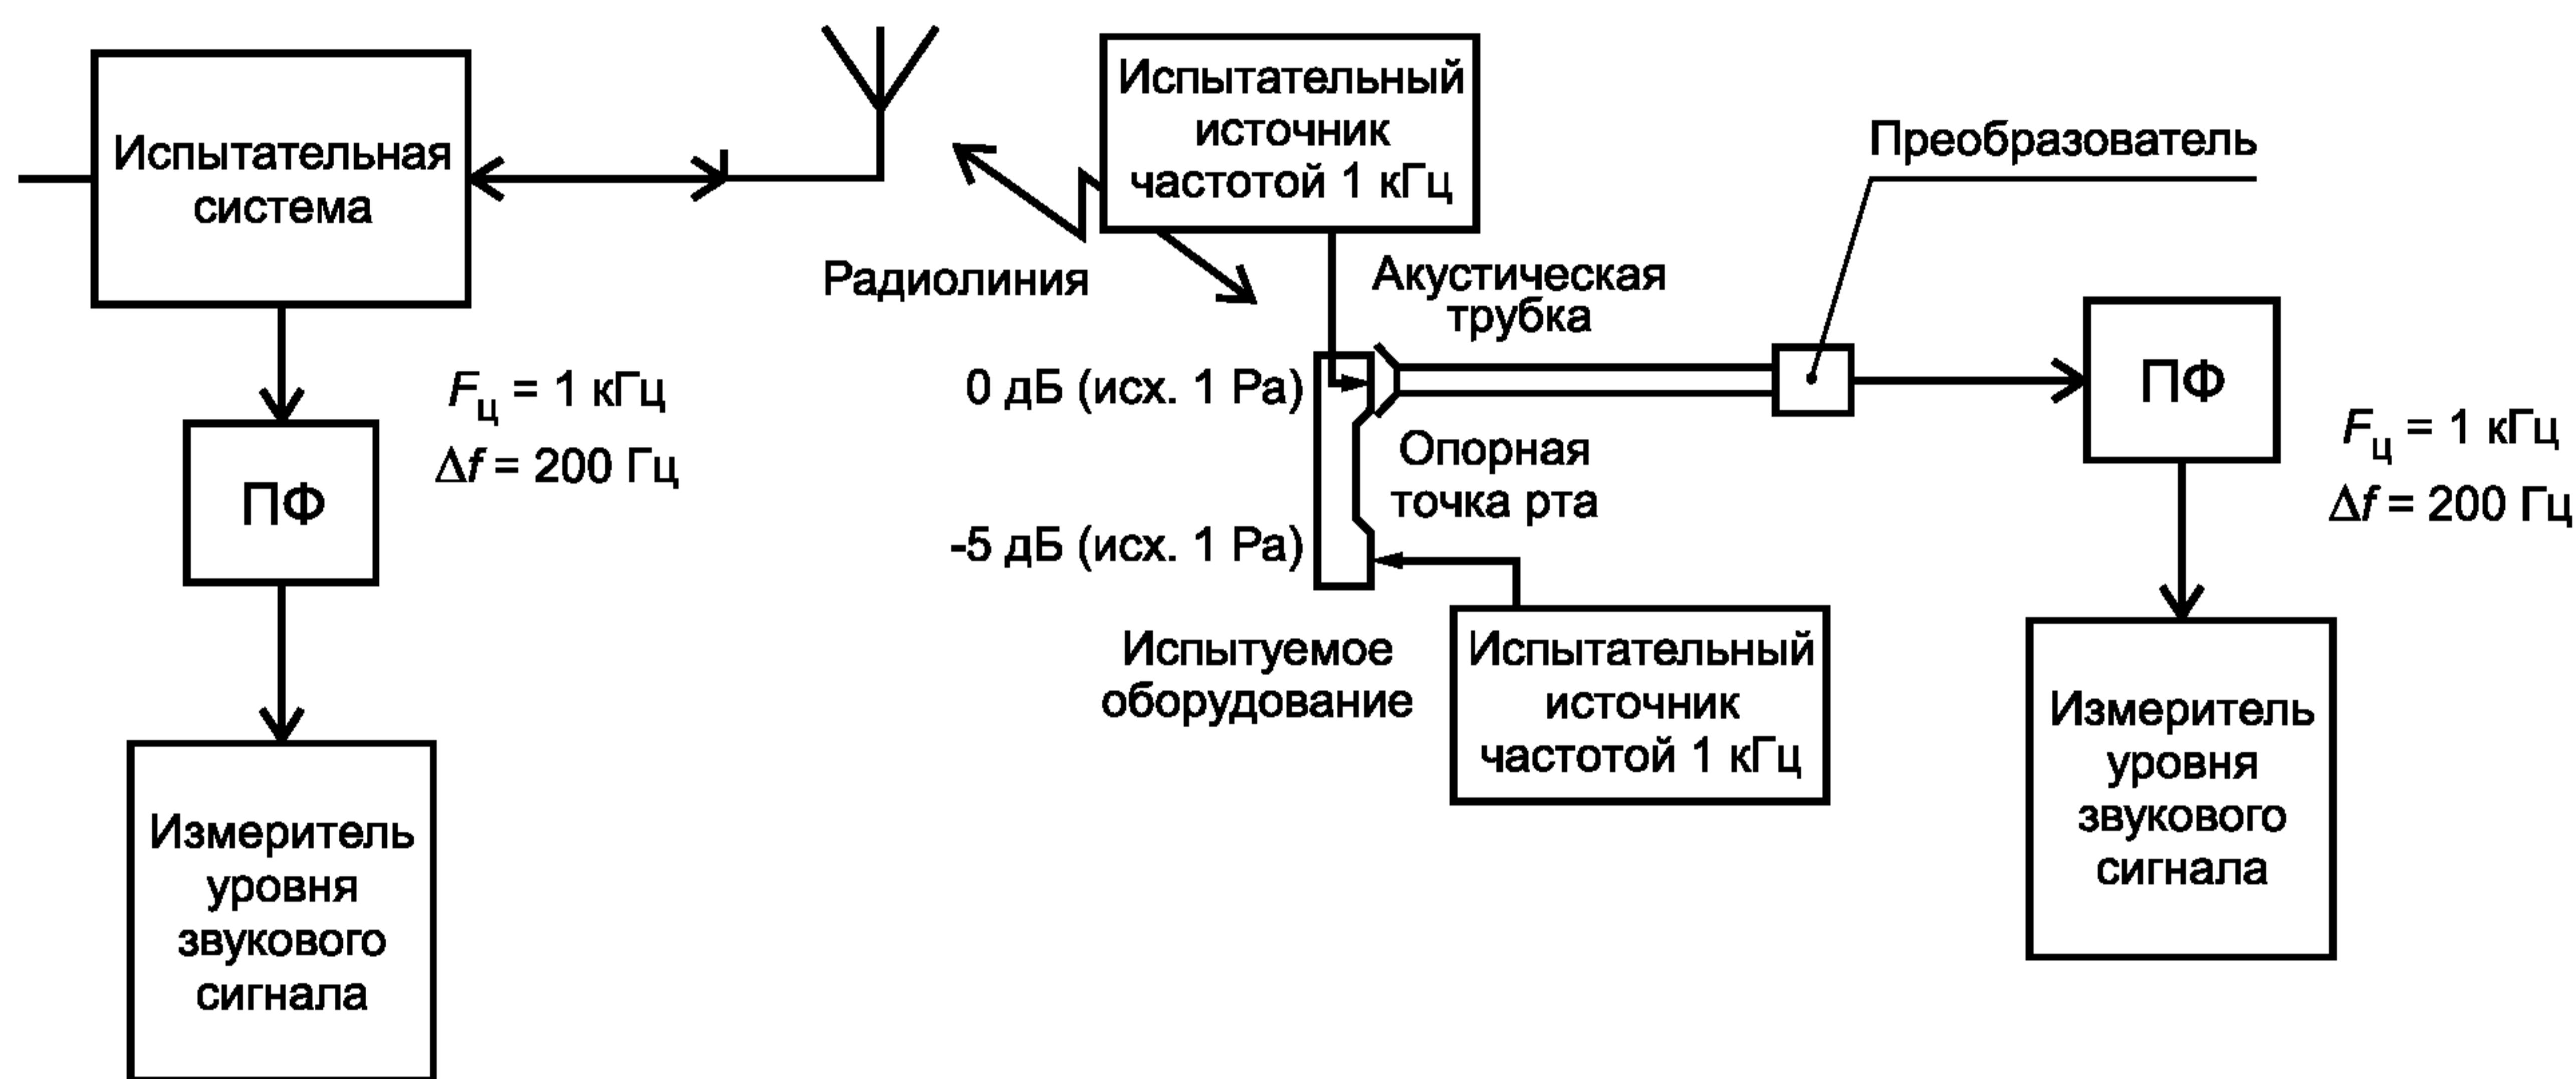 Испытательная
система
Испытательный
источник
частотой 1 кГц
Преобразователь
Радиолиния
Акустическая
трубка
0 дБ (исх. 1 Ра)
Опорная
точка рта
-5 дБ (исх. 1 Ра)
Fц = 1 кГц
Δf = 200 Гц
ПФ
ПФ
Fц = 1 кГц
Δf = 200 Гц
Испытуемое
оборудование
Испытательный
источник
частотой 1 кГц
Измеритель
уровня
звукового
сигнала
Измеритель
уровня
звукового
сигнала